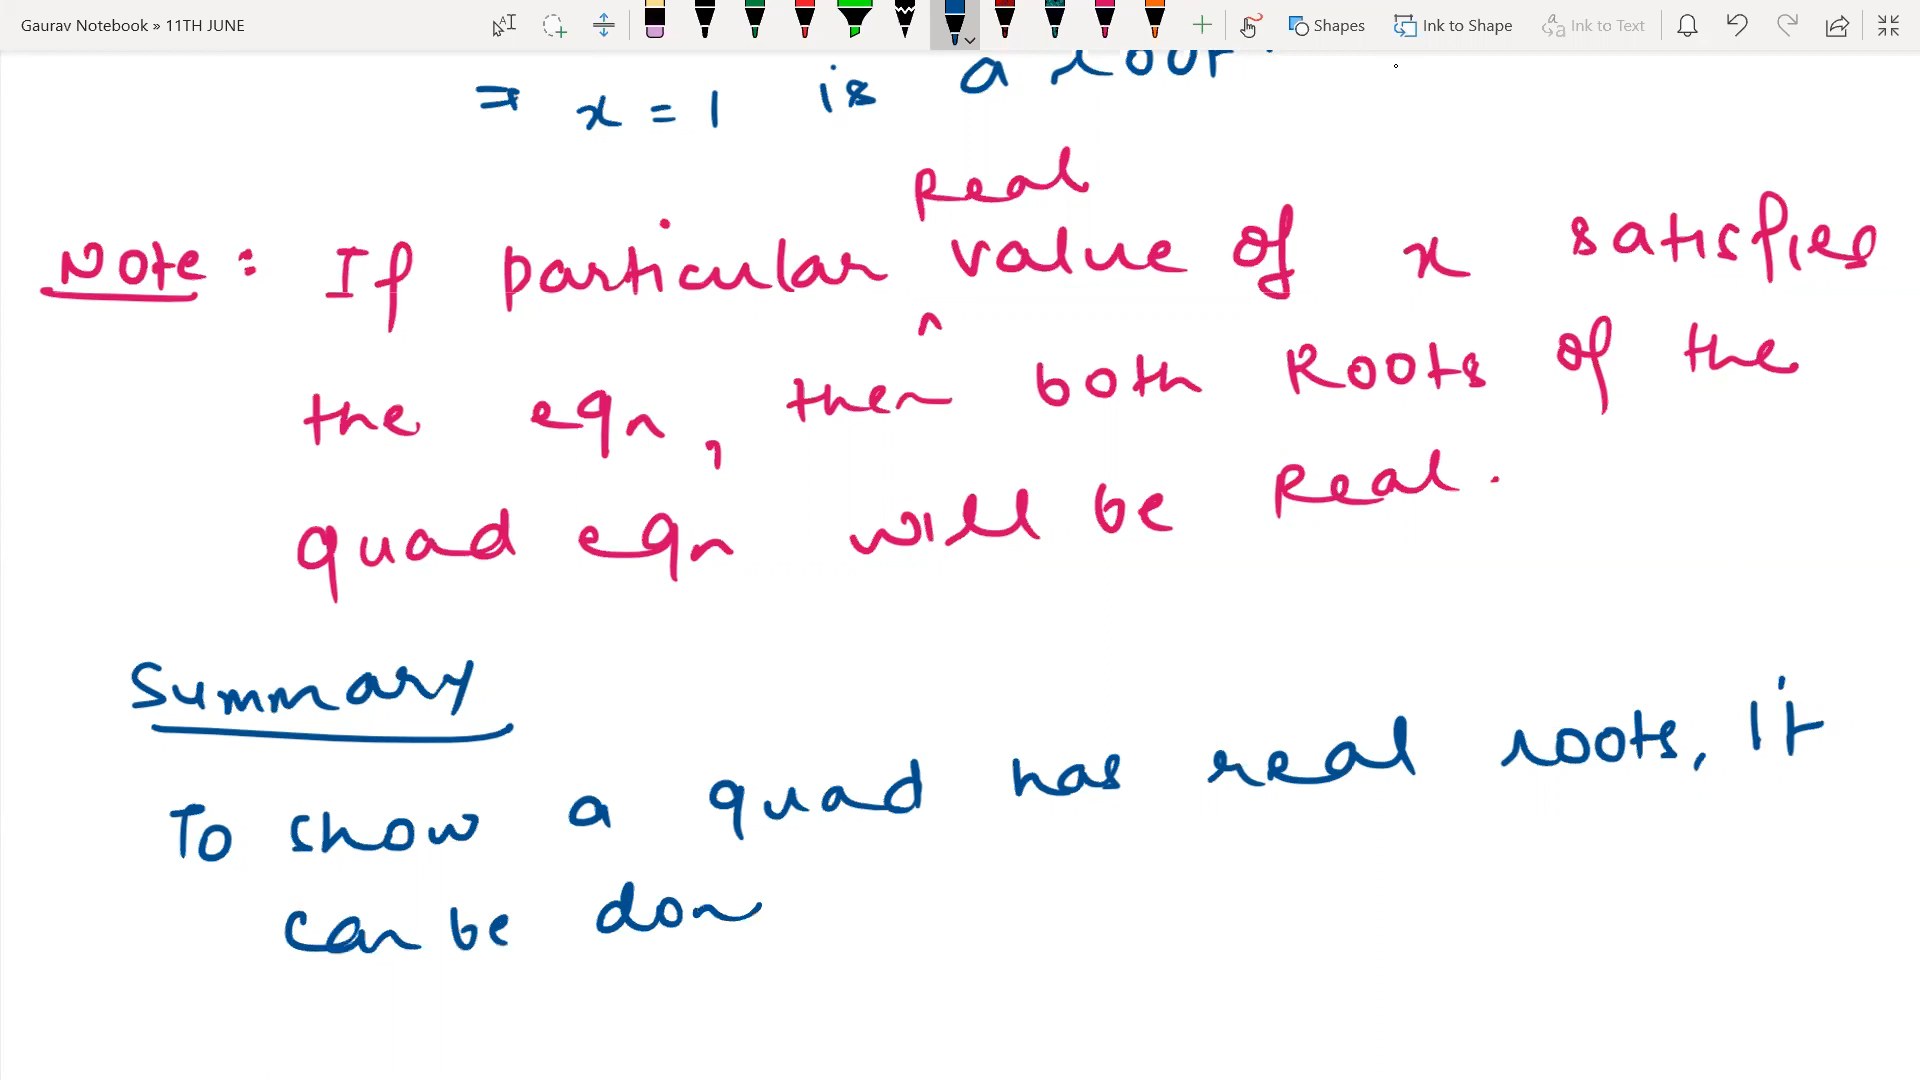 Gaurav Notebook » 11TH JUNE
Shapes
Ink to Shape
Ink to Text
⇒ x = 1 is a root.
Real
Note: If particular value of x satisfies
^
the eqn, then both Roots of the
quad eqn will be Real.
Summary
To show a quad has real roots, it
can be don